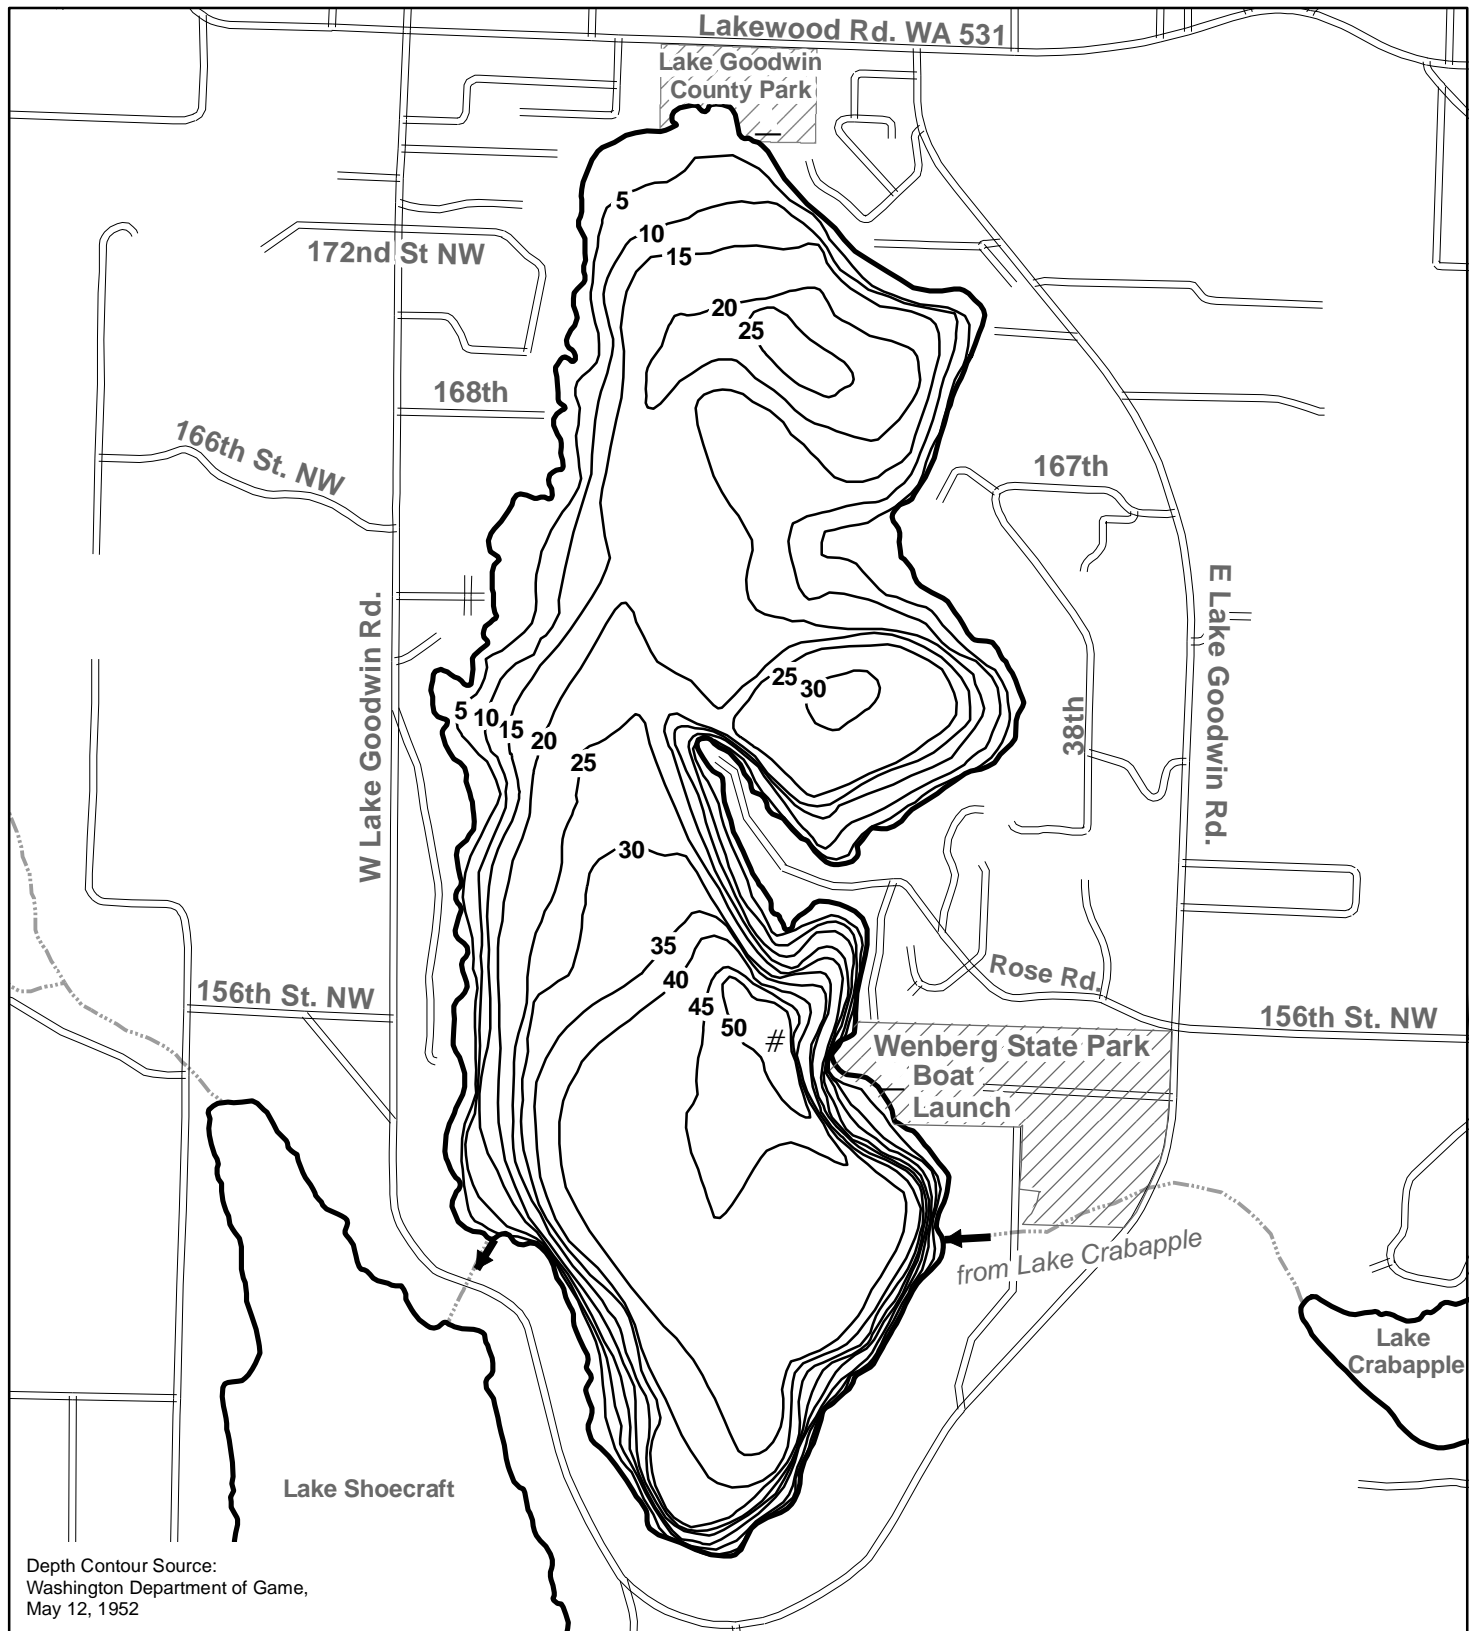 Lakewood Rd. WA 531
Lake Goodwin
County Park
5
10
15
172nd St NW
20
25
168th
166th St. NW
167th
W Lake Goodwin Rd.
E Lake Goodwin Rd.
38th
25
30
5
10
15
20
25
30
35
40
45
50
#
Rose Rd.
156th St. NW
156th St. NW
Wenberg State Park
Boat
Launch
from Lake Crabapple
Lake
Crabapple
Lake Shoecraft
Depth Contour Source:
Washington Department of Game,
May 12, 1952